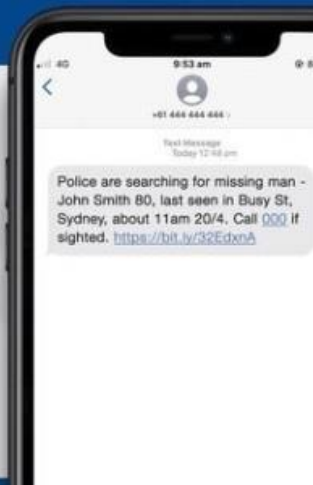 4G
9:53 am
+61 444 444 444
Text Message
Today 12:48 pm
Police are searching for missing man -
John Smith 80, last seen in Busy St,
Sydney, about 11am 20/4. Call 000 if
sighted. https://bit.ly/32EdxnA